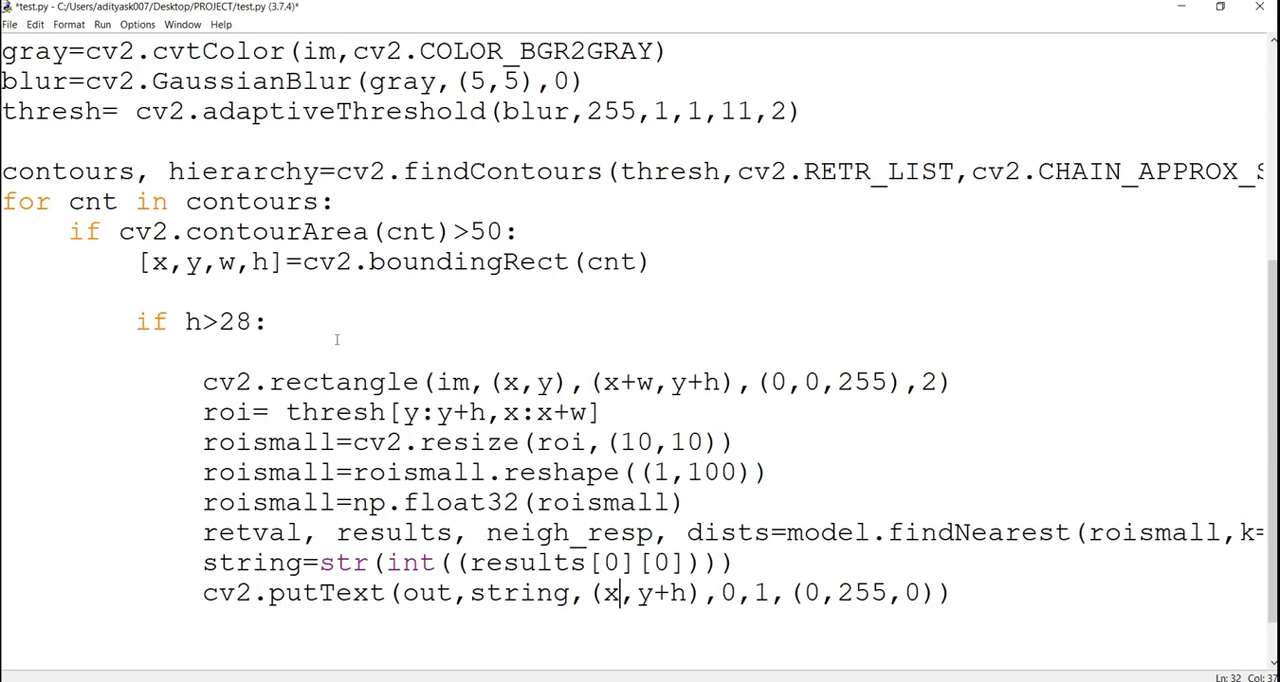 *test.py - C:/Users/adityask007/Desktop/PROJECT/test.py (3.7.4)*
File Edit Format Run Options Window Help
gray=cv2.cvtColor(im,cv2.COLOR_BGR2GRAY)
blur=cv2.GaussianBlur(gray,(5,5),0)
thresh= cv2.adaptiveThreshold(blur,255,1,1,11,2)
contours, hierarchy=cv2.findContours(thresh,cv2.RETR_LIST,cv2.CHAIN_APPROX_S
for cnt in contours:
if cv2.contourArea(cnt)>50:
[x,y,w,h]=cv2.boundingRect(cnt)
if h>28:
cv2.rectangle(im,(x,y),(x+w,y+h),(0,0,255),2)
roi= thresh[y:y+h,x:x+w]
roismall=cv2.resize(roi,(10,10))
roismall=roismall.reshape((1,100))
roismall=np.float32(roismall)
retval, results, neigh_resp, dists=model.findNearest(roismall,k=
string=str(int((results[0][0])))
cv2.putText(out,string,(x,y+h),0,1,(0,255,0))
Ln: 32 Col: 37